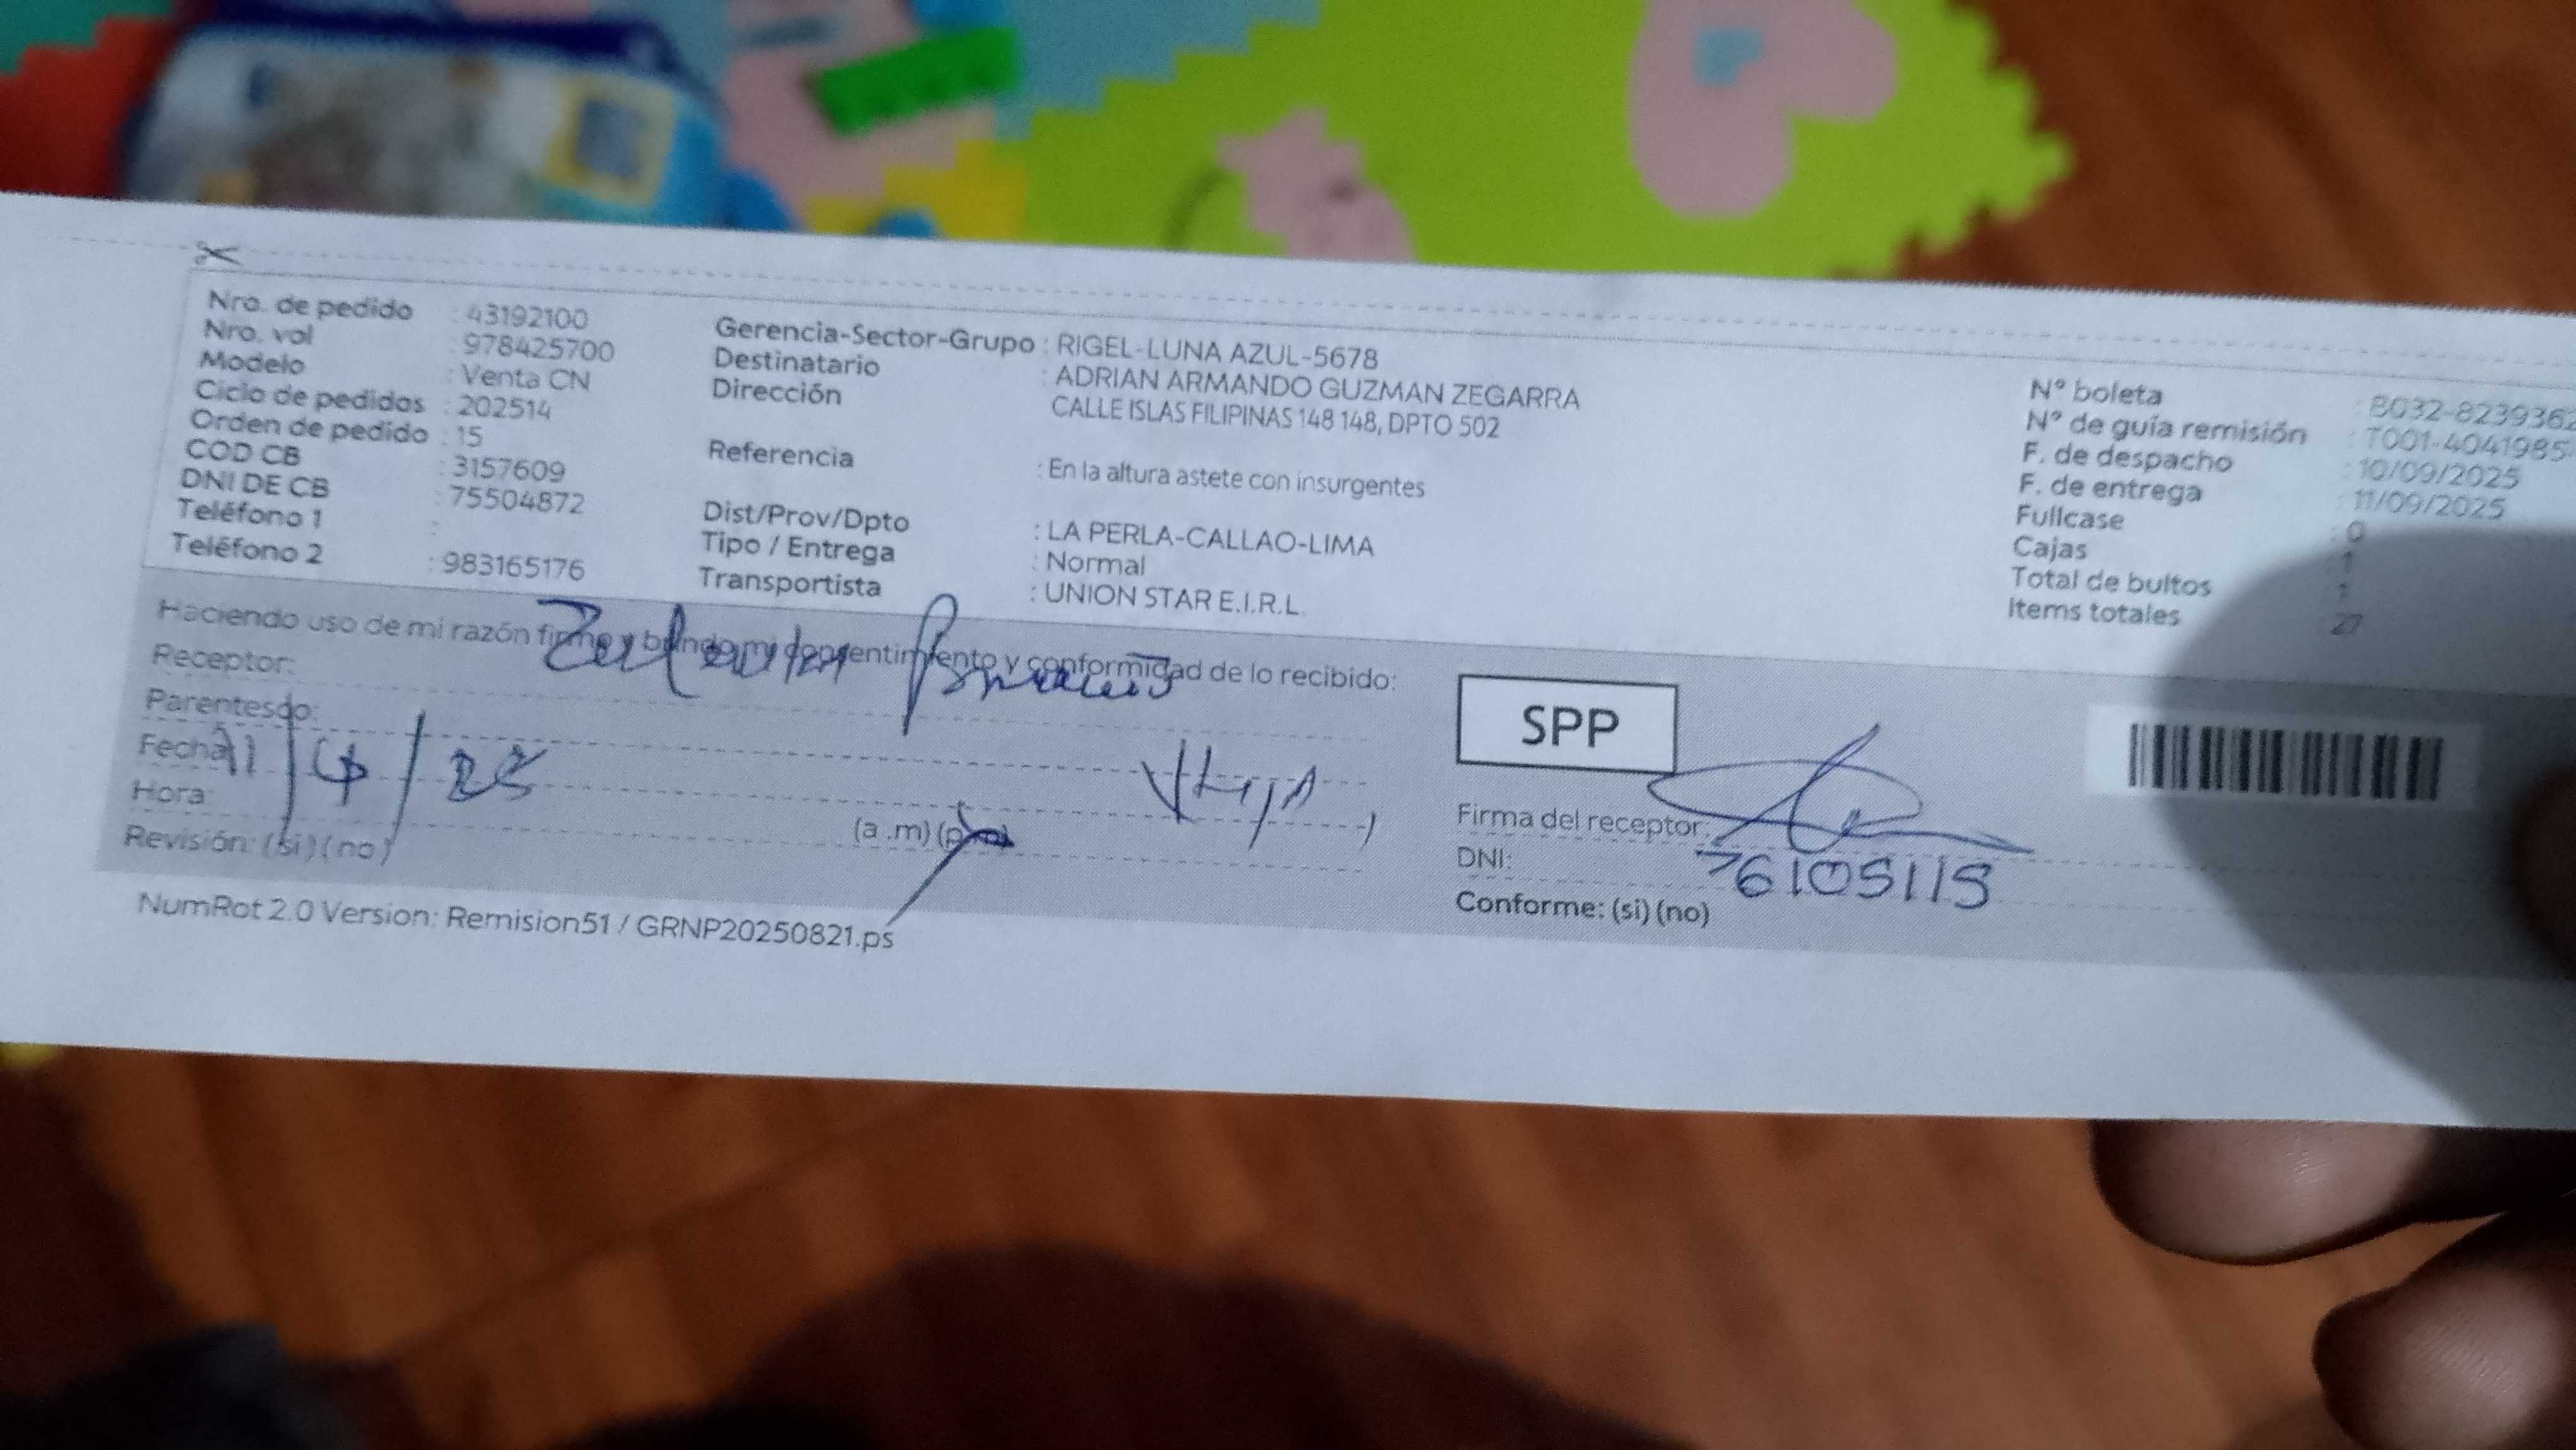 Nro. de pedido : 43192100
Nro. vol : 978425700
Modelo : Venta CN
Ciclo de pedidos : 202514
Orden de pedido : 15
COD CB : 3157609
DNI DE CB : 75504872
Teléfono 1 :
Teléfono 2 : 983165176
Gerencia-Sector-Grupo : RIGEL-LUNA AZUL-5678
Destinatario : ADRIAN ARMANDO GUZMAN ZEGARRA
Dirección CALLE ISLAS FILIPINAS 148 148, DPTO 502
Referencia : En la altura astete con insurgentes
Dist/Prov/Dpto : LA PERLA-CALLAO-LIMA
Tipo / Entrega : Normal
Transportista : UNION STAR E.I.R.L.
N° boleta : B032-8239362
N° de guía remisión : T001-4041985
F. de despacho : 10/09/2025
F. de entrega : 11/09/2025
Fullcase : 0
Cajas : 1
Total de bultos : 1
Items totales : 27
Haciendo uso de mi razón firmo y brindo mi consentimiento y conformidad de lo recibido:
Receptor:
Parentesco:
Fecha: 11
Hora: (a .m) (p.m)
Revisión: (si) (no)
SPP
Firma del receptor:
DNI: 76105119
Conforme: (si) (no)
NumRot 2.0 Version: Remision51 / GRNP20250821.ps